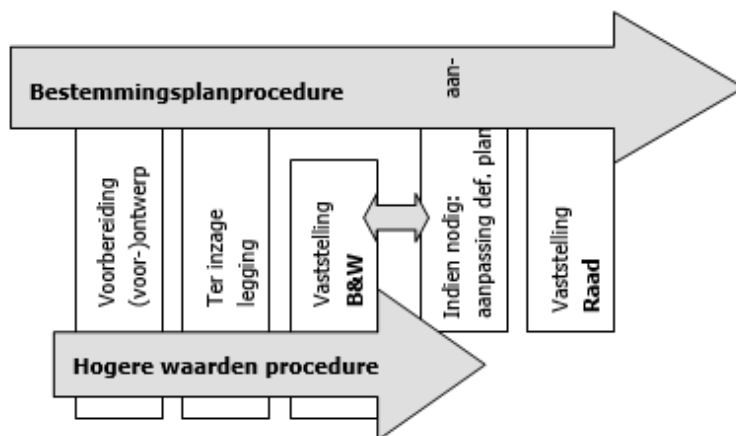 Bestemmingsplanprocedure
aan-
Voorbereiding
(voor-)ontwerp
Ter inzage
legging
Vaststelling
B&W
Indien nodig:
aanpassing def. plan
Vaststelling
Raad
Hogere waarden procedure